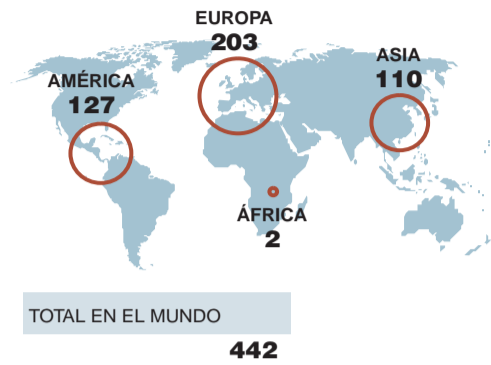 EUROPA
203
ASIA
110
AMÉRICA
127
ÁFRICA
2
TOTAL EN EL MUNDO
442